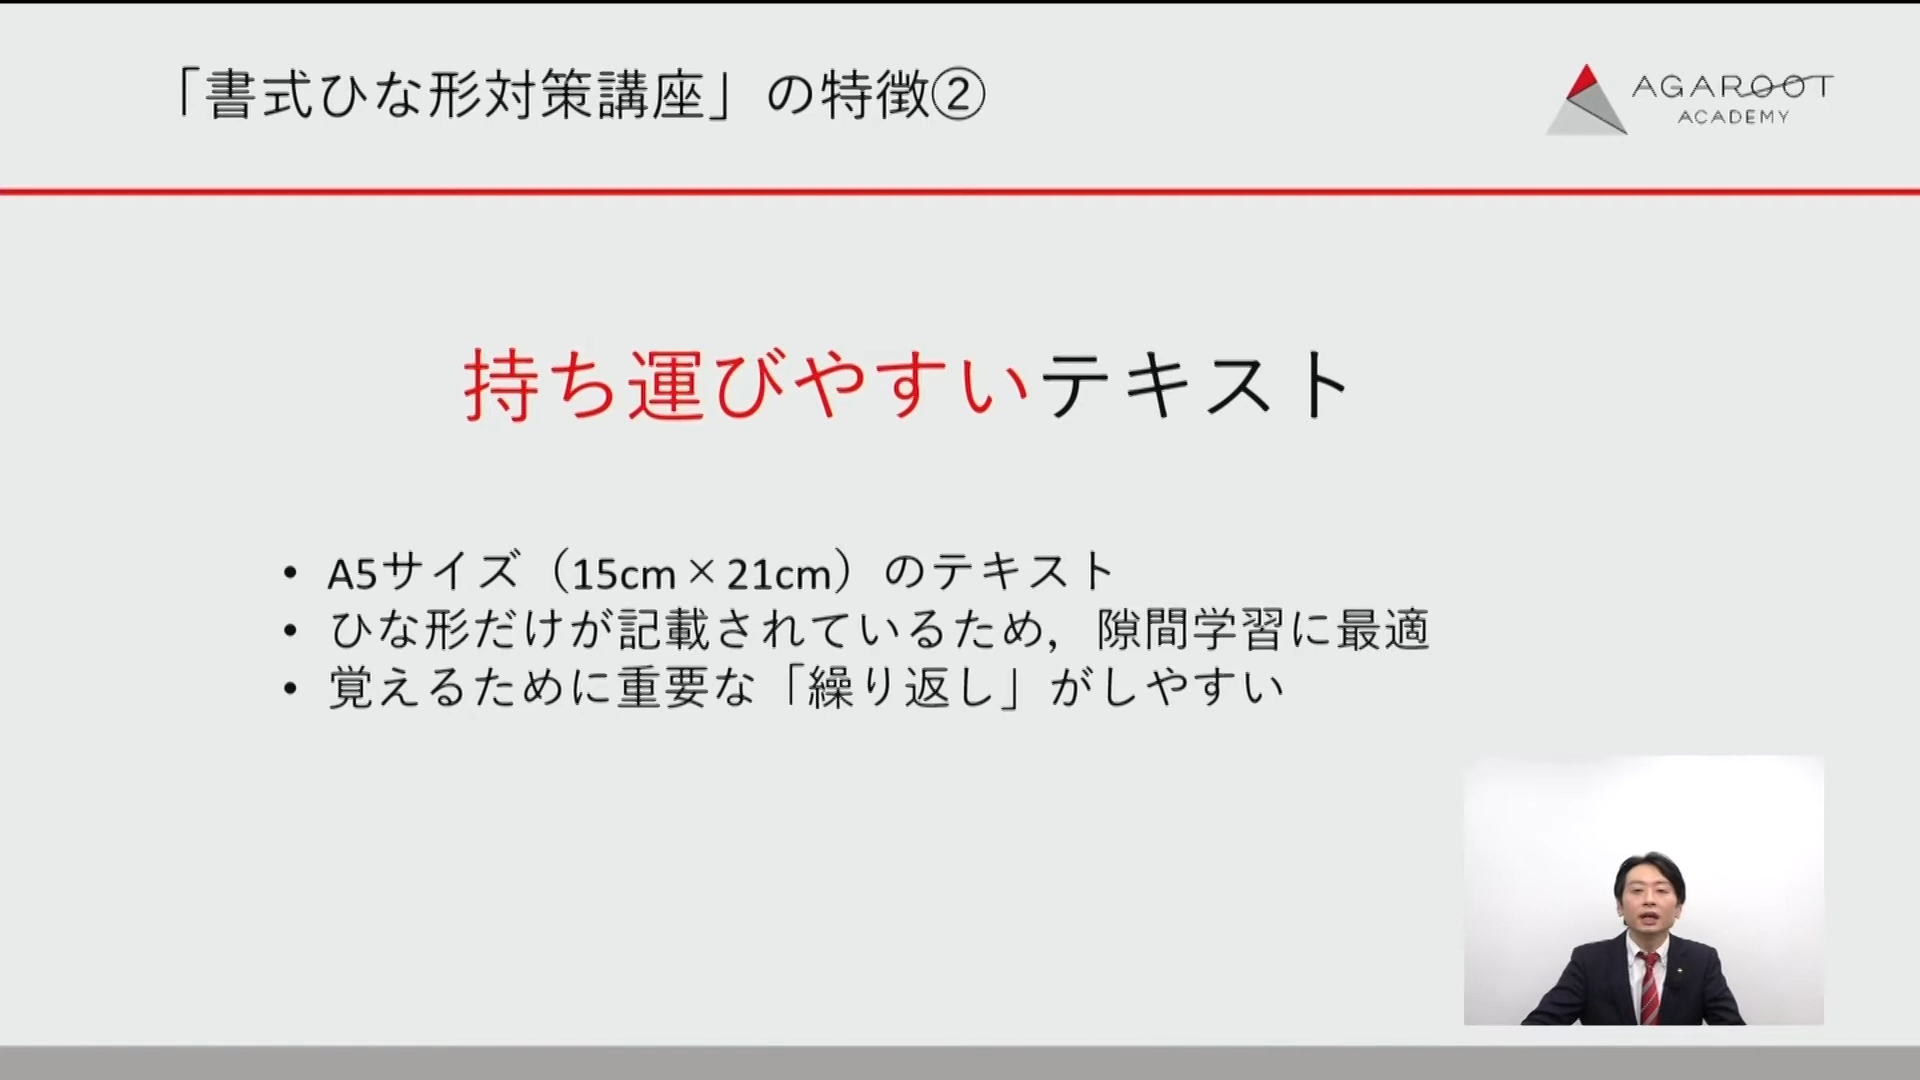 「書式ひな形対策講座」の特徴②
AGAROOT
ACADEMY
持ち運びやすいテキスト
• A5サイズ（15cm×21cm）のテキスト
• ひな形だけが記載されているため，隙間学習に最適
• 覚えるために重要な「繰り返し」がしやすい